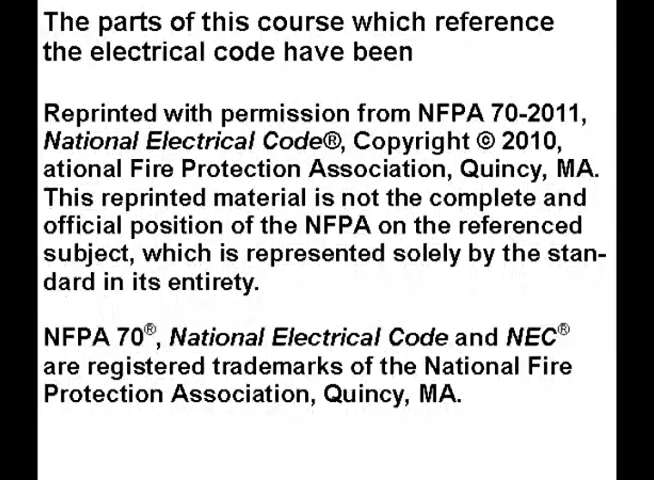 The parts of this course which reference
the electrical code have been
Reprinted with permission from NFPA 70-2011,
National Electrical Code®, Copyright © 2010,
ational Fire Protection Association, Quincy, MA.
This reprinted material is not the complete and
official position of the NFPA on the referenced
subject, which is represented solely by the stan-
dard in its entirety.
NFPA 70®, National Electrical Code and NEC®
are registered trademarks of the National Fire
Protection Association, Quincy, MA.